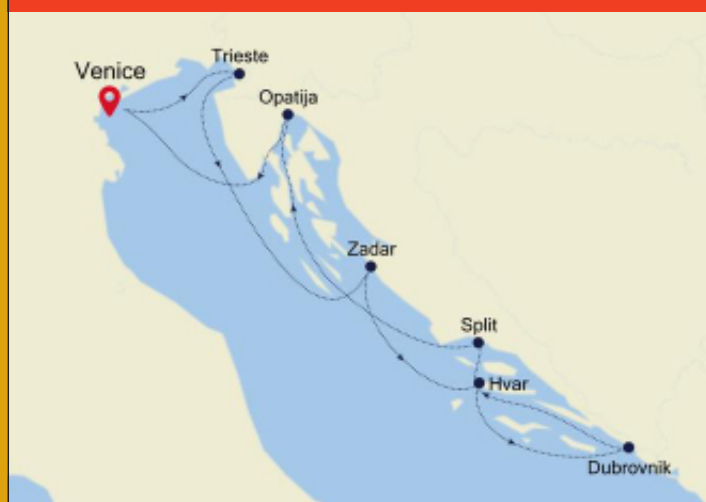 Trieste
Venice
Opatija
Zadar
Split
Hvar
Dubrovnik